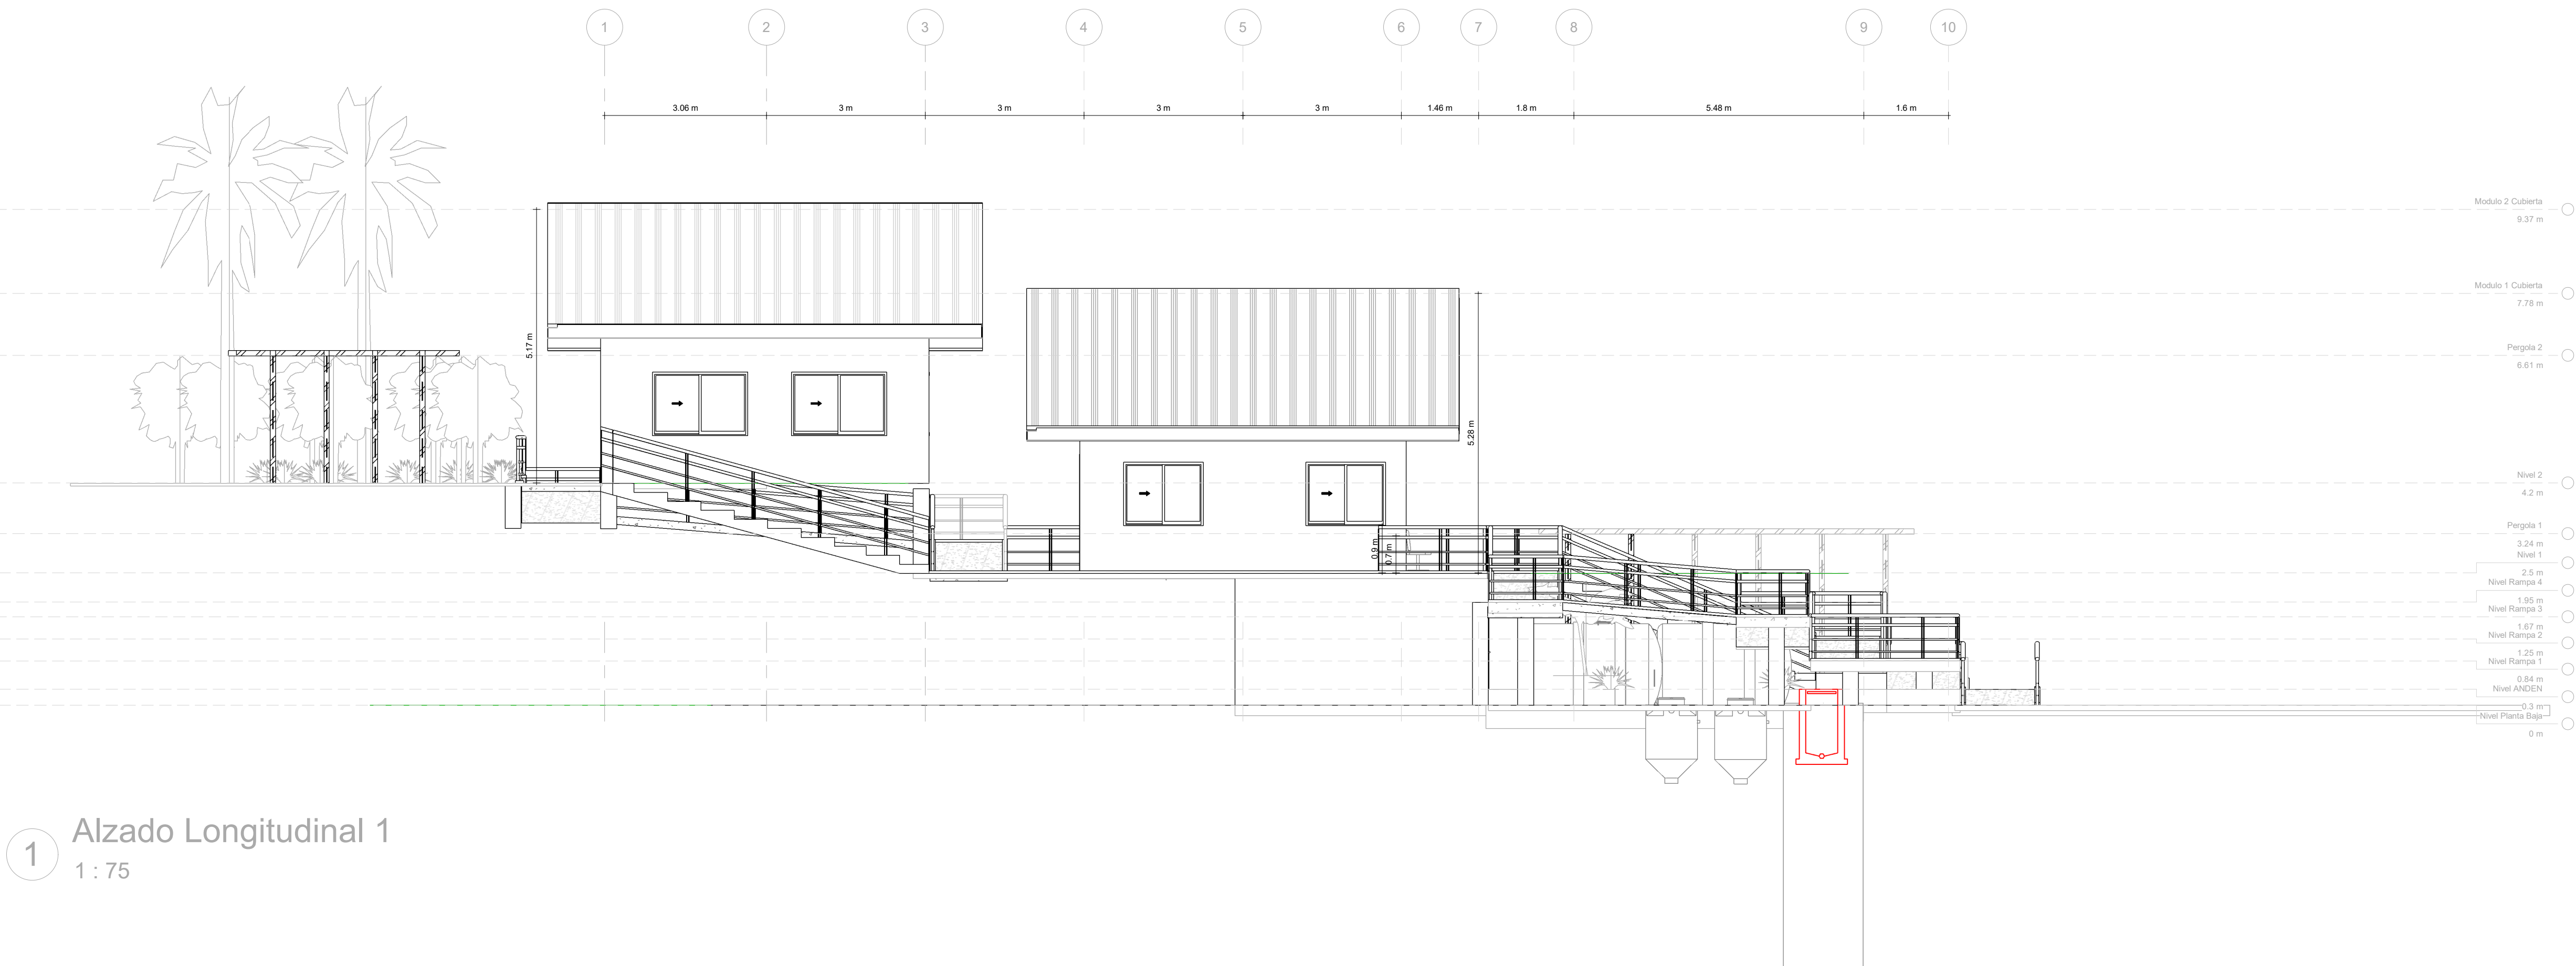 1 2 3 4 5 6 7 8 9 10
3.06 m 3 m 3 m 3 m 3 m 1.46 m 1.8 m 5.48 m 1.6 m
Modulo 2 Cubierta
9.37 m
Modulo 1 Cubierta
7.78 m
5.17 m
Pergola 2
6.61 m
5.28 m
Nivel 2
4.2 m
Pergola 1
3.24 m
0.9 m
0.7 m
Nivel 1
2.5 m
Nivel Rampa 4
1.95 m
Nivel Rampa 3
1.67 m
Nivel Rampa 2
1.25 m
Nivel Rampa 1
0.84 m
Nivel ANDEN
0.3 m
Nivel Planta Baja
0 m
1
Alzado Longitudinal 1
1 : 75